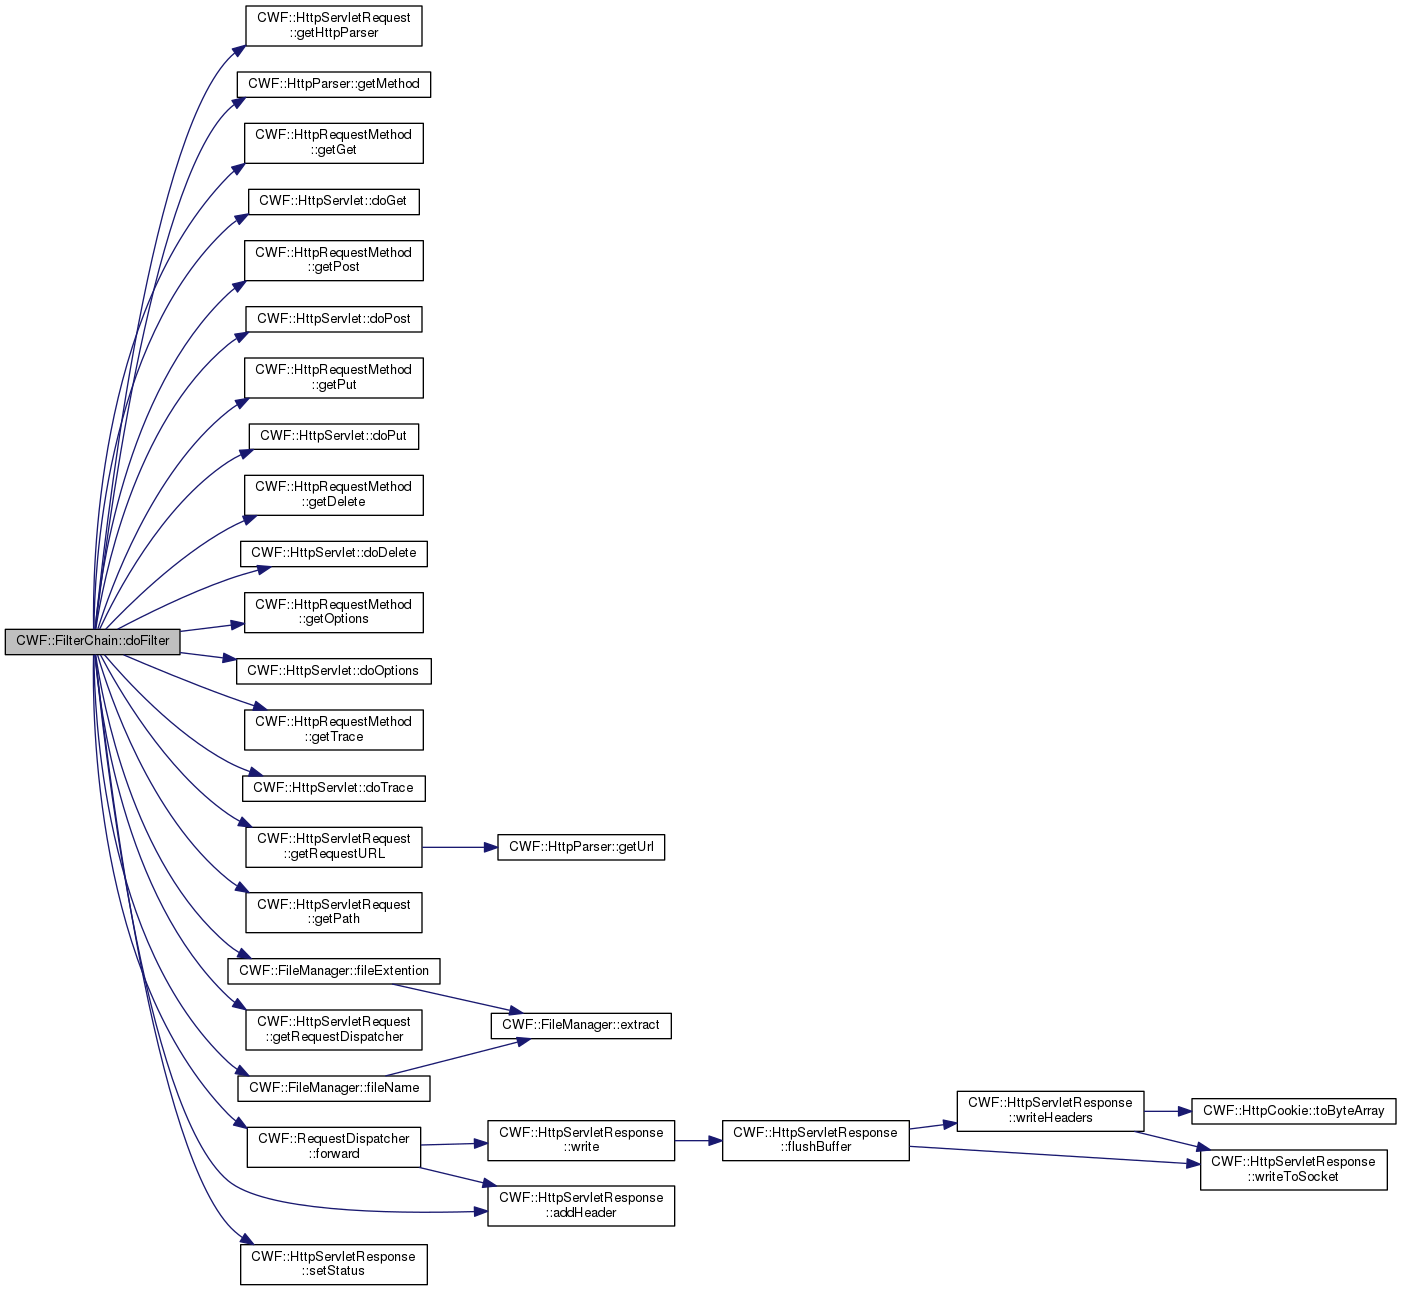 CWF::HttpServletRequest
::getHttpParser
CWF::HttpParser::getMethod
CWF::HttpRequestMethod
::getGet
CWF::HttpServlet::doGet
CWF::HttpRequestMethod
::getPost
CWF::HttpServlet::doPost
CWF::HttpRequestMethod
::getPut
CWF::HttpServlet::doPut
CWF::HttpRequestMethod
::getDelete
CWF::HttpServlet::doDelete
CWF::HttpRequestMethod
::getOptions
CWF::FilterChain::doFilter
CWF::HttpServlet::doOptions
CWF::HttpRequestMethod
::getTrace
CWF::HttpServlet::doTrace
CWF::HttpServletRequest
::getRequestURL
CWF::HttpParser::getUrl
CWF::HttpServletRequest
::getPath
CWF::FileManager::fileExtention
CWF::HttpServletRequest
::getRequestDispatcher
CWF::FileManager::extract
CWF::FileManager::fileName
CWF::RequestDispatcher
::forward
CWF::HttpServletResponse
::write
CWF::HttpServletResponse
::flushBuffer
CWF::HttpServletResponse
::writeHeaders
CWF::HttpCookie::toByteArray
CWF::HttpServletResponse
::writeToSocket
CWF::HttpServletResponse
::addHeader
CWF::HttpServletResponse
::setStatus